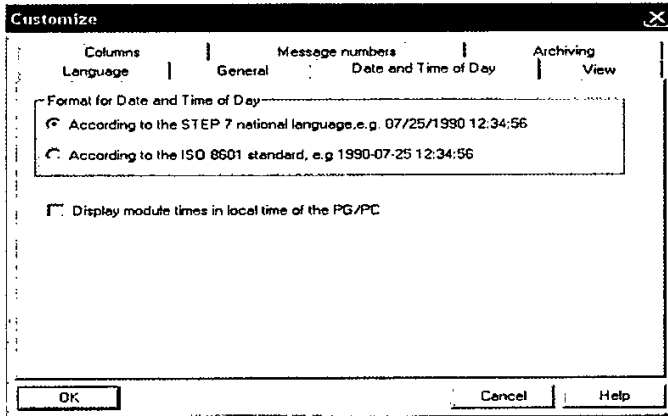 Customize
Columns Message numbers Archiving
Language General Date and Time of Day View
Format for Date and Time of Day
According to the STEP 7 national language,e.g. 07/25/1990 12:34:56
According to the ISO 8601 standard, e.g 1990-07-25 12:34:56
Display module times in local time of the PG/PC
OK Cancel Help